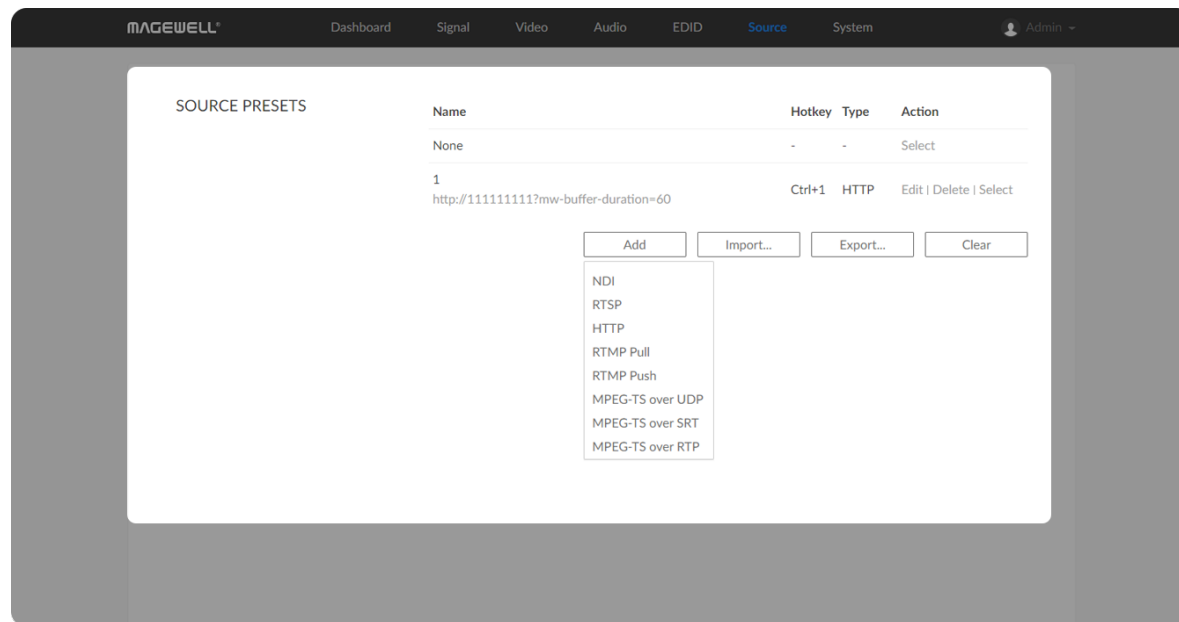 MAGEWELL® Dashboard Signal Video Audio EDID Source System Admin
SOURCE PRESETS
Name Hotkey Type Action
None - - Select
1
http://111111111?mw-buffer-duration=60 Ctrl+1 HTTP Edit | Delete | Select
Add Import... Export... Clear
NDI
RTSP
HTTP
RTMP Pull
RTMP Push
MPEG-TS over UDP
MPEG-TS over SRT
MPEG-TS over RTP